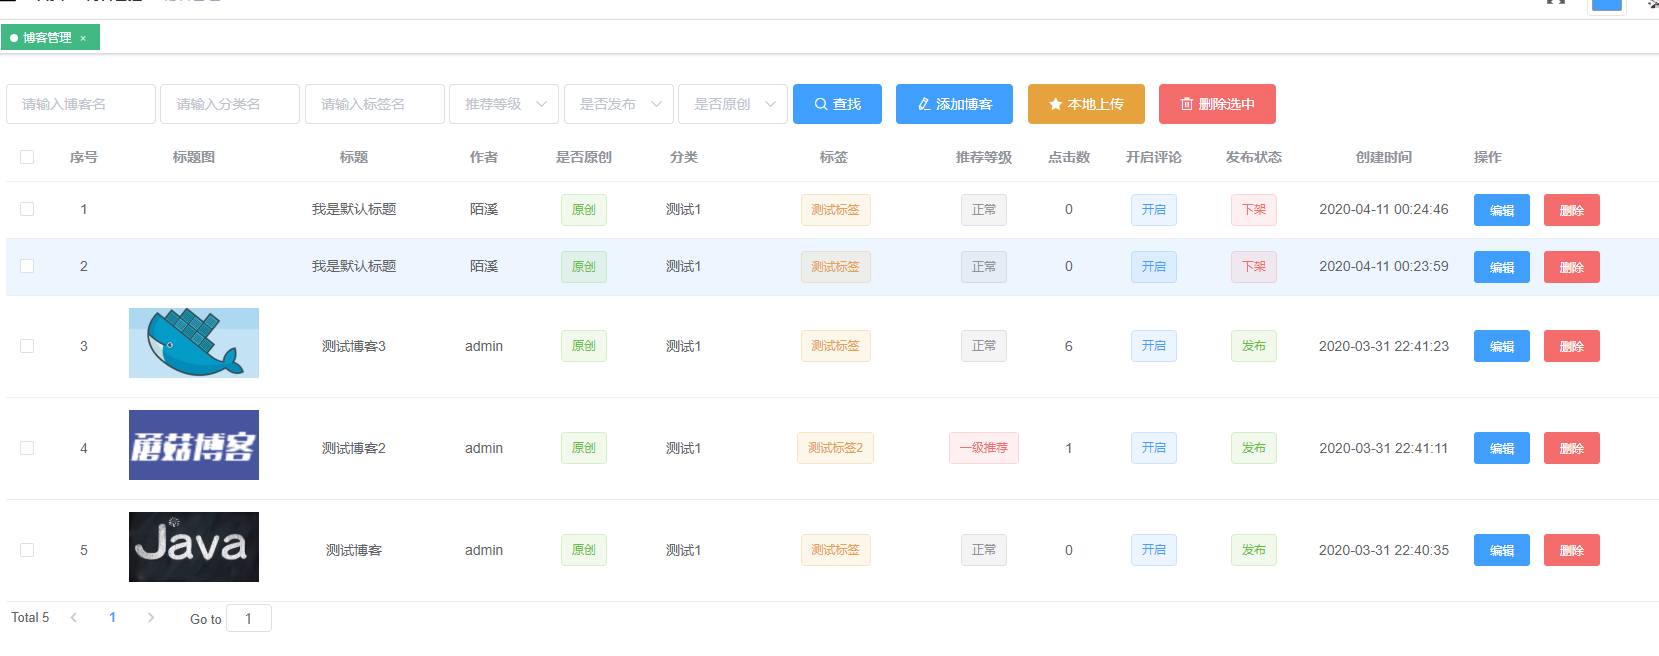 博客管理 ×
请输入博客名 请输入分类名 请输入标签名 推荐等级 是否发布 是否原创 查找 添加博客 本地上传 删除选中
序号 标题图 标题 作者 是否原创 分类 标签 推荐等级 点击数 开启评论 发布状态 创建时间 操作
1 我是默认标题 陌溪 原创 测试1 测试标签 正常 0 开启 下架 2020-04-11 00:24:46 编辑 删除
2 我是默认标题 陌溪 原创 测试1 测试标签 正常 0 开启 下架 2020-04-11 00:23:59 编辑 删除
3 测试博客3 admin 原创 测试1 测试标签 正常 6 开启 发布 2020-03-31 22:41:23 编辑 删除
4 蘑菇博客 测试博客2 admin 原创 测试1 测试标签2 一级推荐 1 开启 发布 2020-03-31 22:41:11 编辑 删除
5 Java 测试博客 admin 原创 测试1 测试标签 正常 0 开启 发布 2020-03-31 22:40:35 编辑 删除
Total 5 1 Go to 1